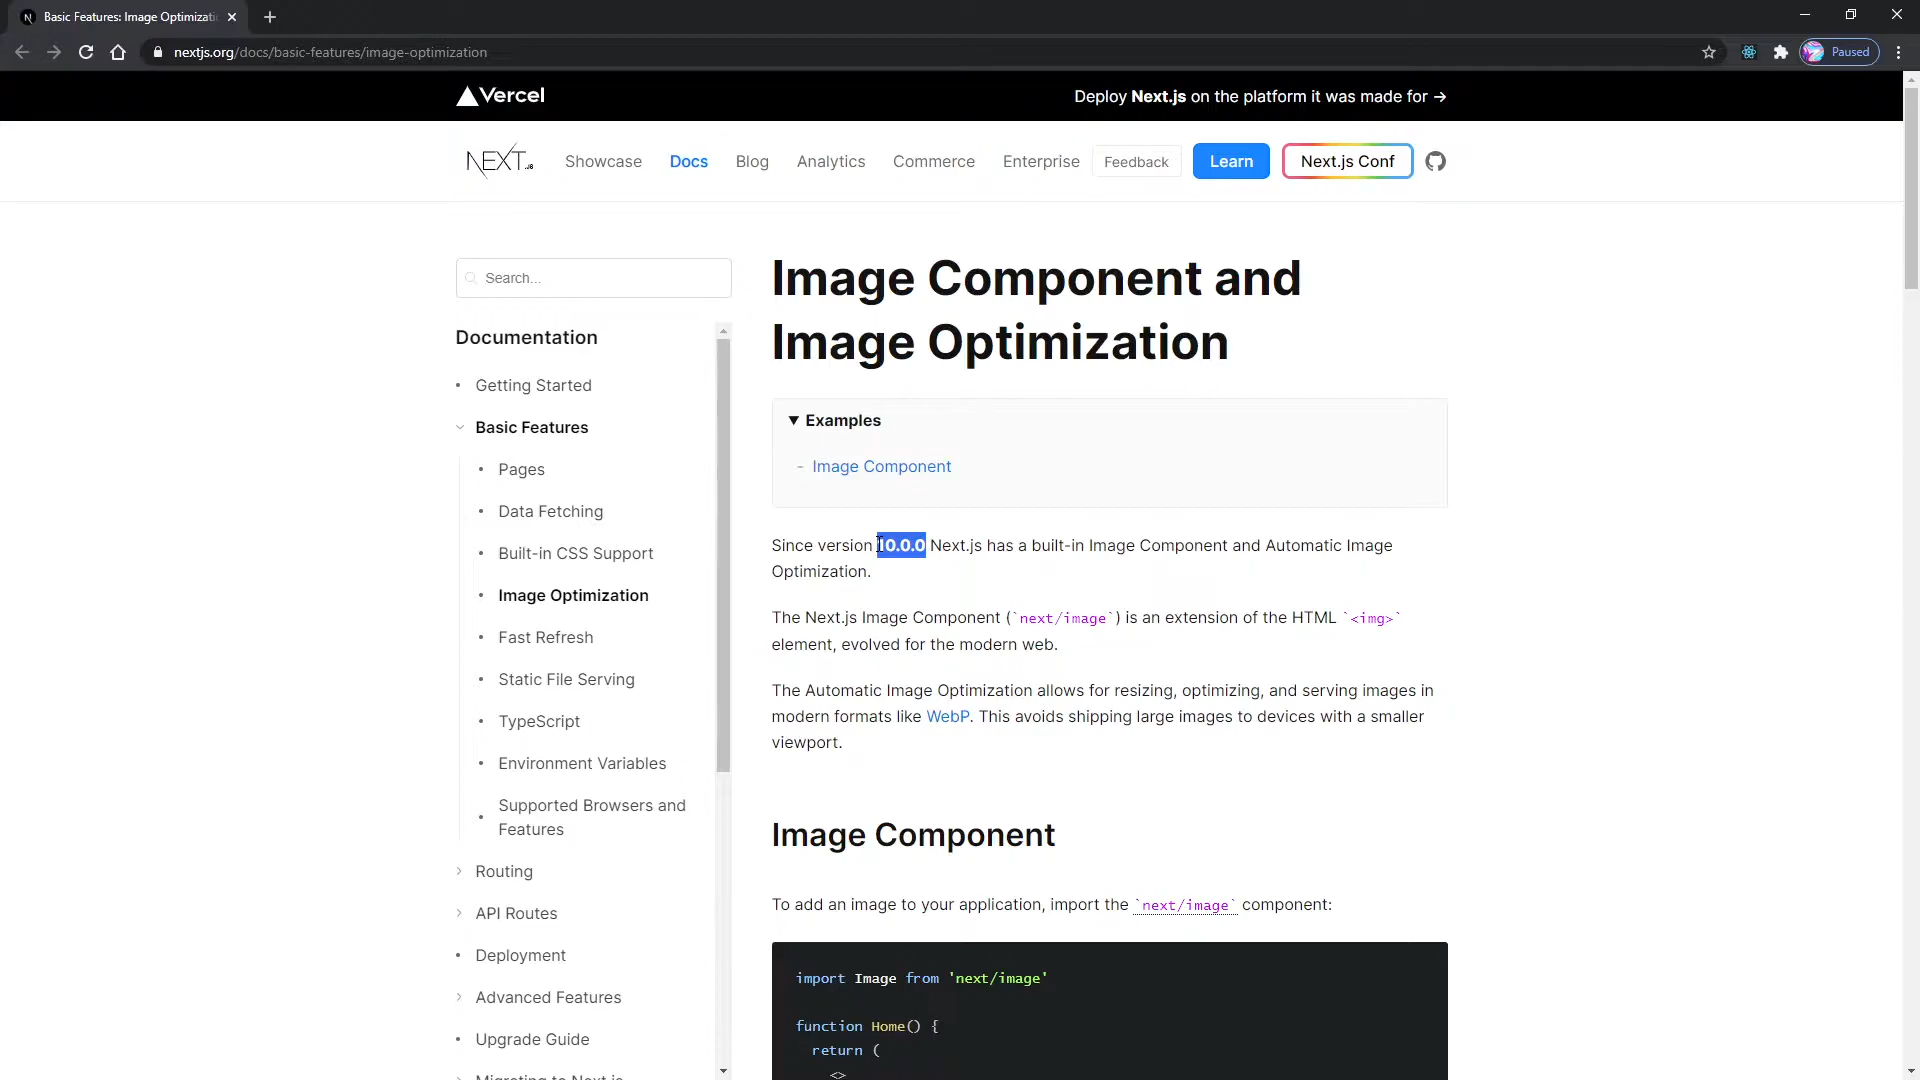 Basic Features: Image Optimizati
nextjs.org/docs/basic-features/image-optimization
Paused
Vercel
Deploy Next.js on the platform it was made for →
NEXT.JS
Showcase
Docs
Blog
Analytics
Commerce
Enterprise
Feedback
Learn
Next.js Conf
Search...
Documentation
Getting Started
Basic Features
Pages
Data Fetching
Built-in CSS Support
Image Optimization
Fast Refresh
Static File Serving
TypeScript
Environment Variables
Supported Browsers and
Features
Routing
API Routes
Deployment
Advanced Features
Upgrade Guide
Migrating to Next.js
Image Component and
Image Optimization
▼ Examples
- Image Component
Since version 10.0.0 Next.js has a built-in Image Component and Automatic Image
Optimization.
The Next.js Image Component (`next/image`) is an extension of the HTML `<img>`
element, evolved for the modern web.
The Automatic Image Optimization allows for resizing, optimizing, and serving images in
modern formats like WebP. This avoids shipping large images to devices with a smaller
viewport.
Image Component
To add an image to your application, import the `next/image` component:
import Image from 'next/image'
function Home() {
return (
<>